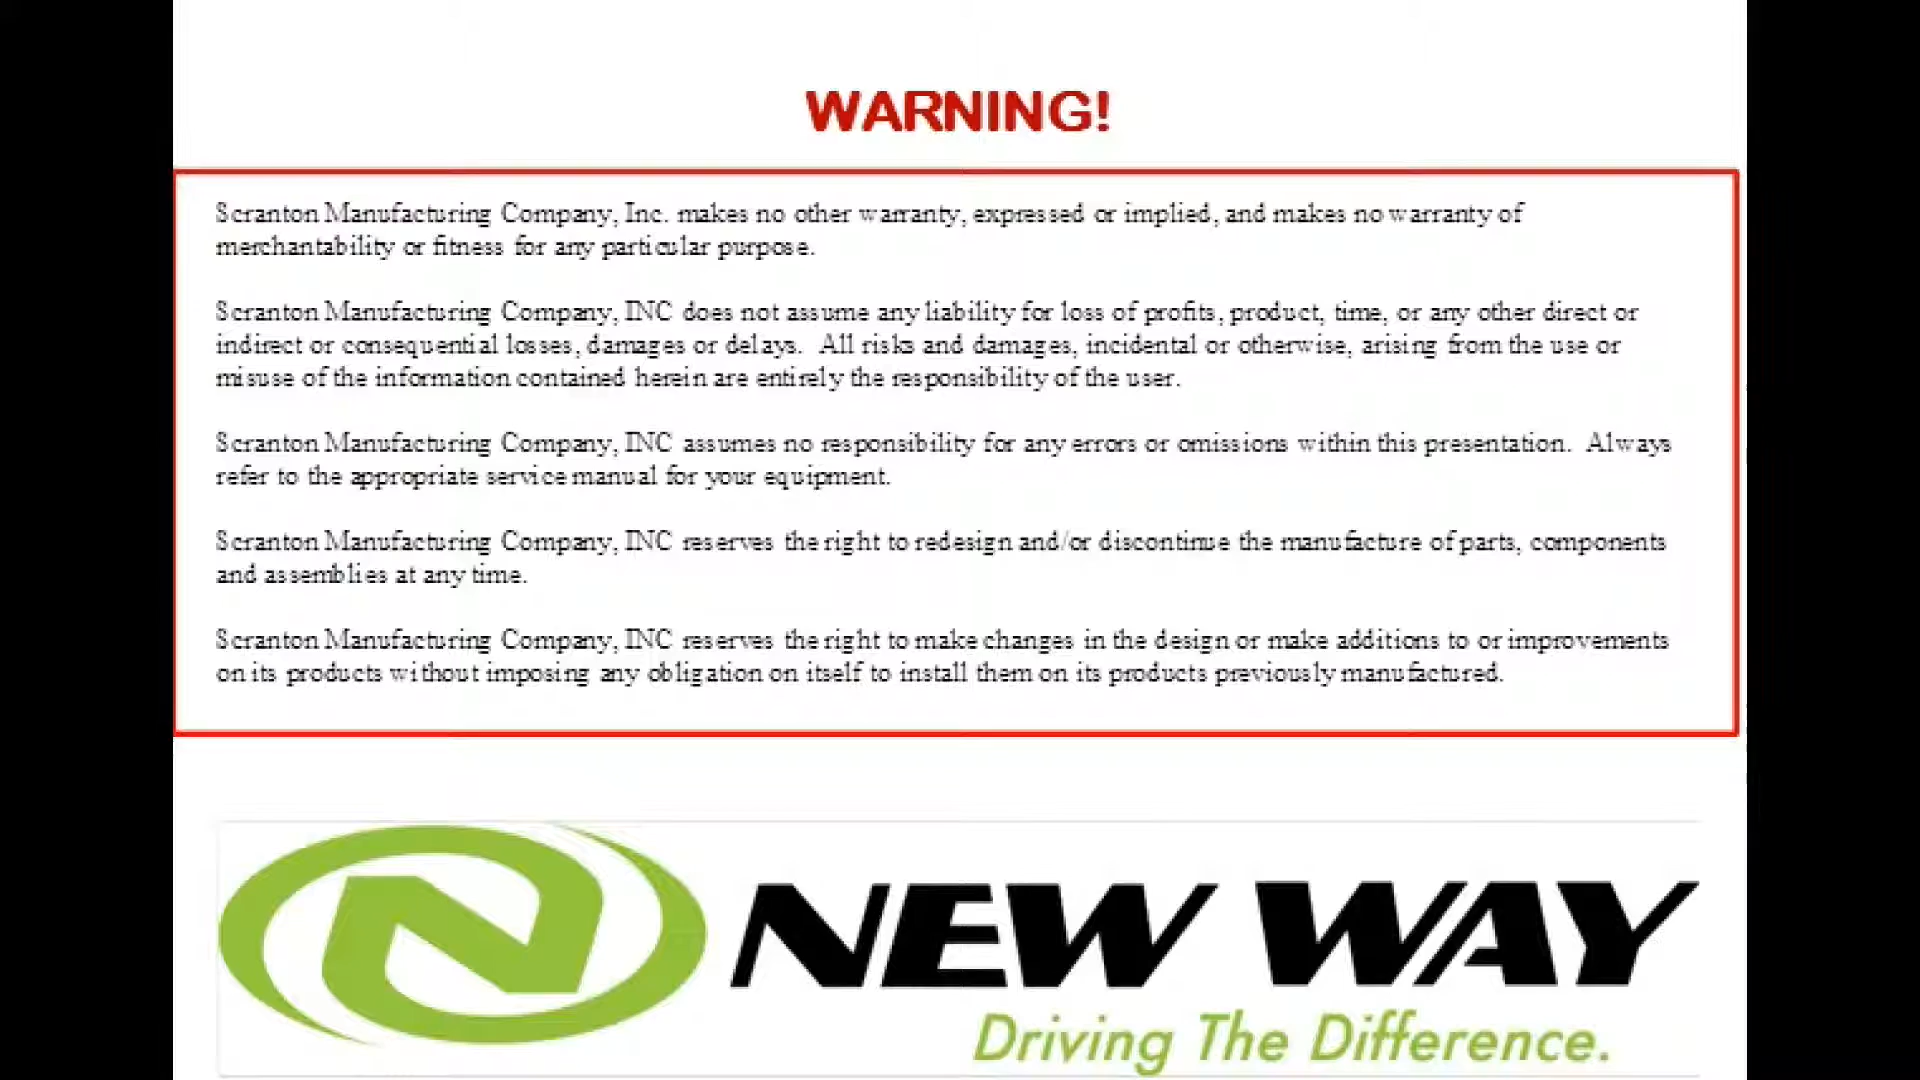 WARNING!
Scranton Manufacturing Company, Inc. makes no other warranty, expressed or implied, and makes no warranty of
merchantability or fitness for any particular purpose.
Scranton Manufacturing Company, INC does not assume any liability for loss of profits, product, time, or any other direct or
indirect or consequential losses, damages or delays. All risks and damages, incidental or otherwise, arising from the use or
misuse of the information contained herein are entirely the responsibility of the user.
Scranton Manufacturing Company, INC assumes no responsibility for any errors or omissions within this presentation. Always
refer to the appropriate service manual for your equipment.
Scranton Manufacturing Company, INC reserves the right to redesign and/or discontinue the manufacture of parts, components
and assemblies at any time.
Scranton Manufacturing Company, INC reserves the right to make changes in the design or make additions to or improvements
on its products without imposing any obligation on itself to install them on its products previously manufactured.
NEW WAY
Driving The Difference.